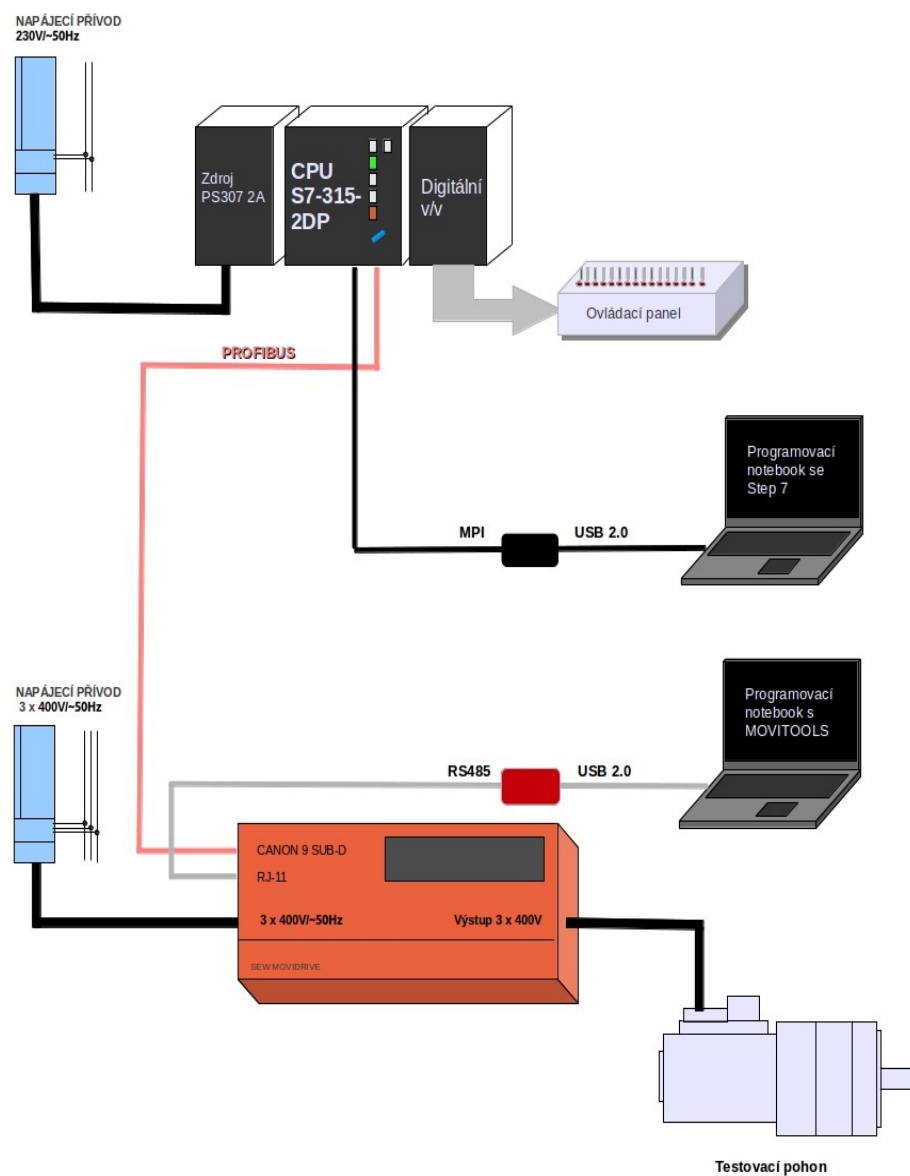 NAPÁJECÍ PŘÍVOD
230V/~50Hz
Zdroj
PS307 2A
CPU
S7-315-
2DP
Digitální
v/v
Ovládací panel
PROFIBUS
Programovací
notebook se
Step 7
MPI
USB 2.0
NAPÁJECÍ PŘÍVOD
3 x 400V/~50Hz
Programovací
notebook s
MOVITOOLS
RS485
USB 2.0
CANON 9 SUB-D
RJ-11
3 x 400V/~50Hz
Výstup 3 x 400V
SEW MOVIDRIVE
Testovací pohon